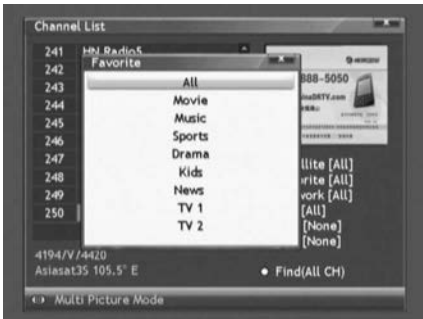 Channel List
241 HN Radio5
Favorite
242
243
244
245
246
247
248
249
250
All
Movie
Music
Sports
Drama
Kids
News
TV 1
TV 2
888-5050
llite [All]
rite [All]
work [All]
[All]
[None]
[None]
4194/V/4420
Asiasat3S 105.5° E
Find(All CH)
Multi Picture Mode